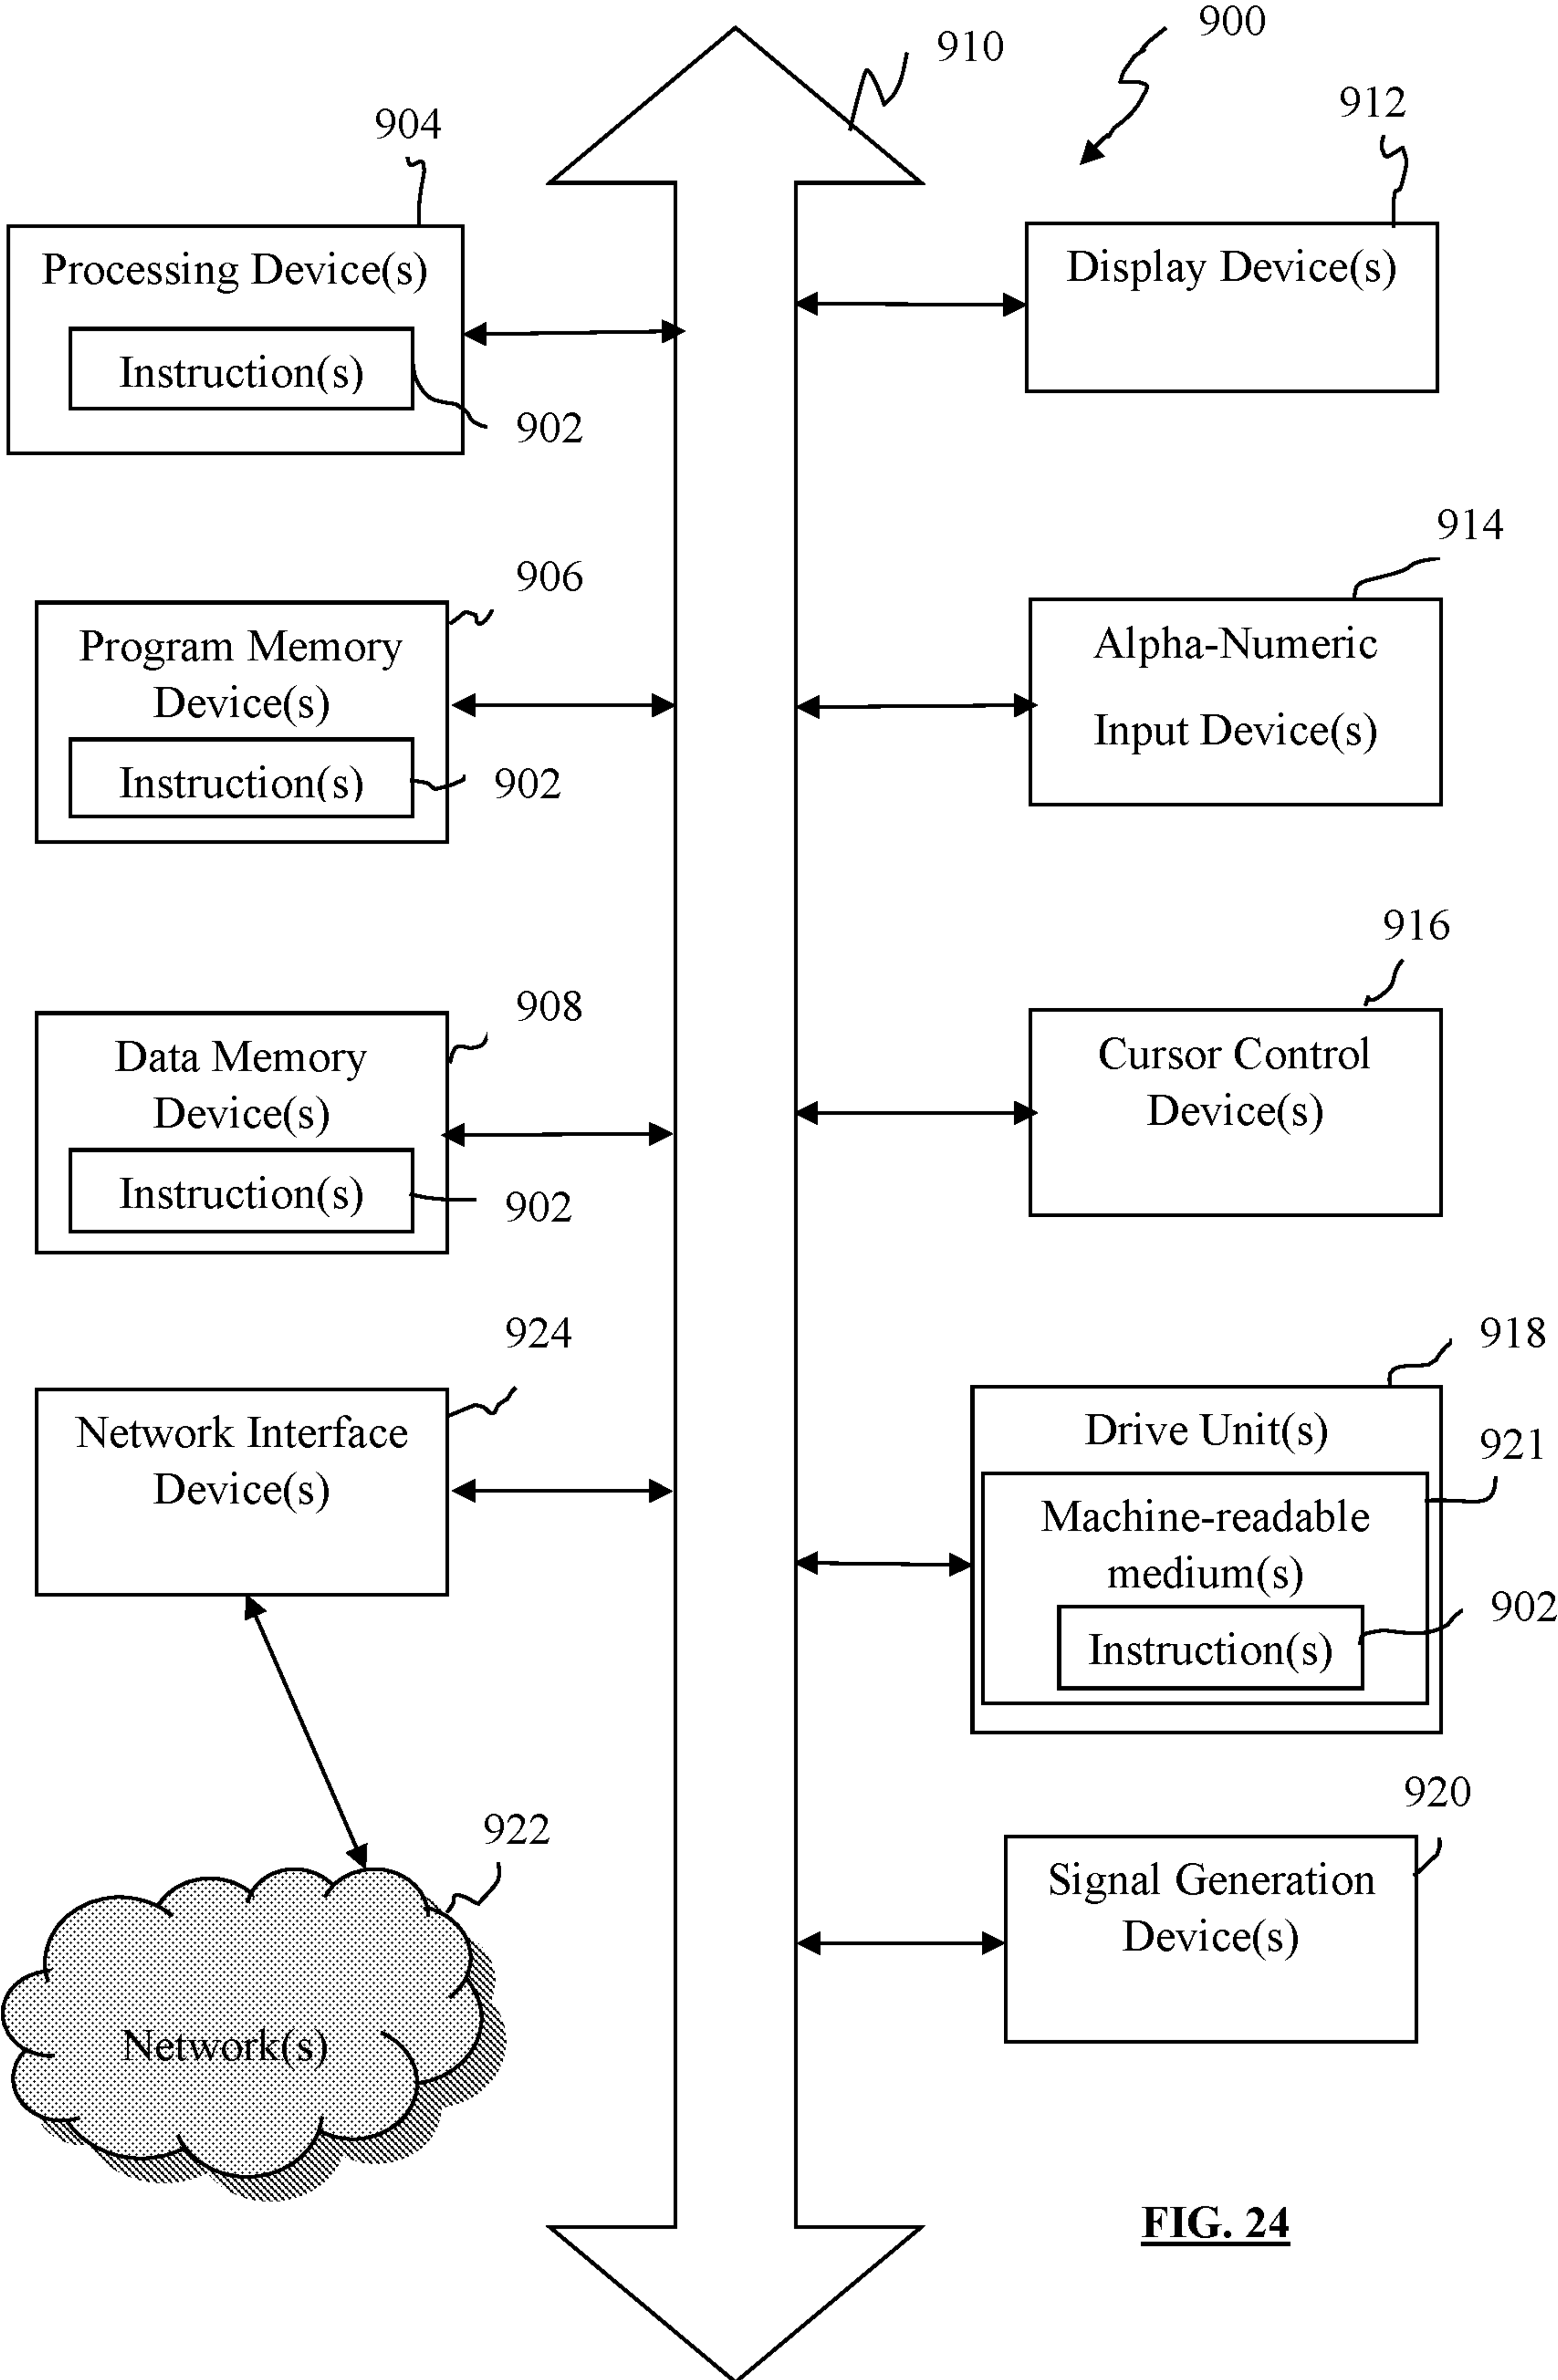 900
910
912
904
Processing Device(s)
Instruction(s)
902
Display Device(s)
914
906
Program Memory
Device(s)
Instruction(s)
902
Alpha-Numeric
Input Device(s)
916
908
Data Memory
Device(s)
Instruction(s)
902
Cursor Control
Device(s)
924
Network Interface
Device(s)
918
Drive Unit(s)
921
Machine-readable
medium(s)
902
Instruction(s)
920
Signal Generation
Device(s)
922
Network(s)
FIG. 24